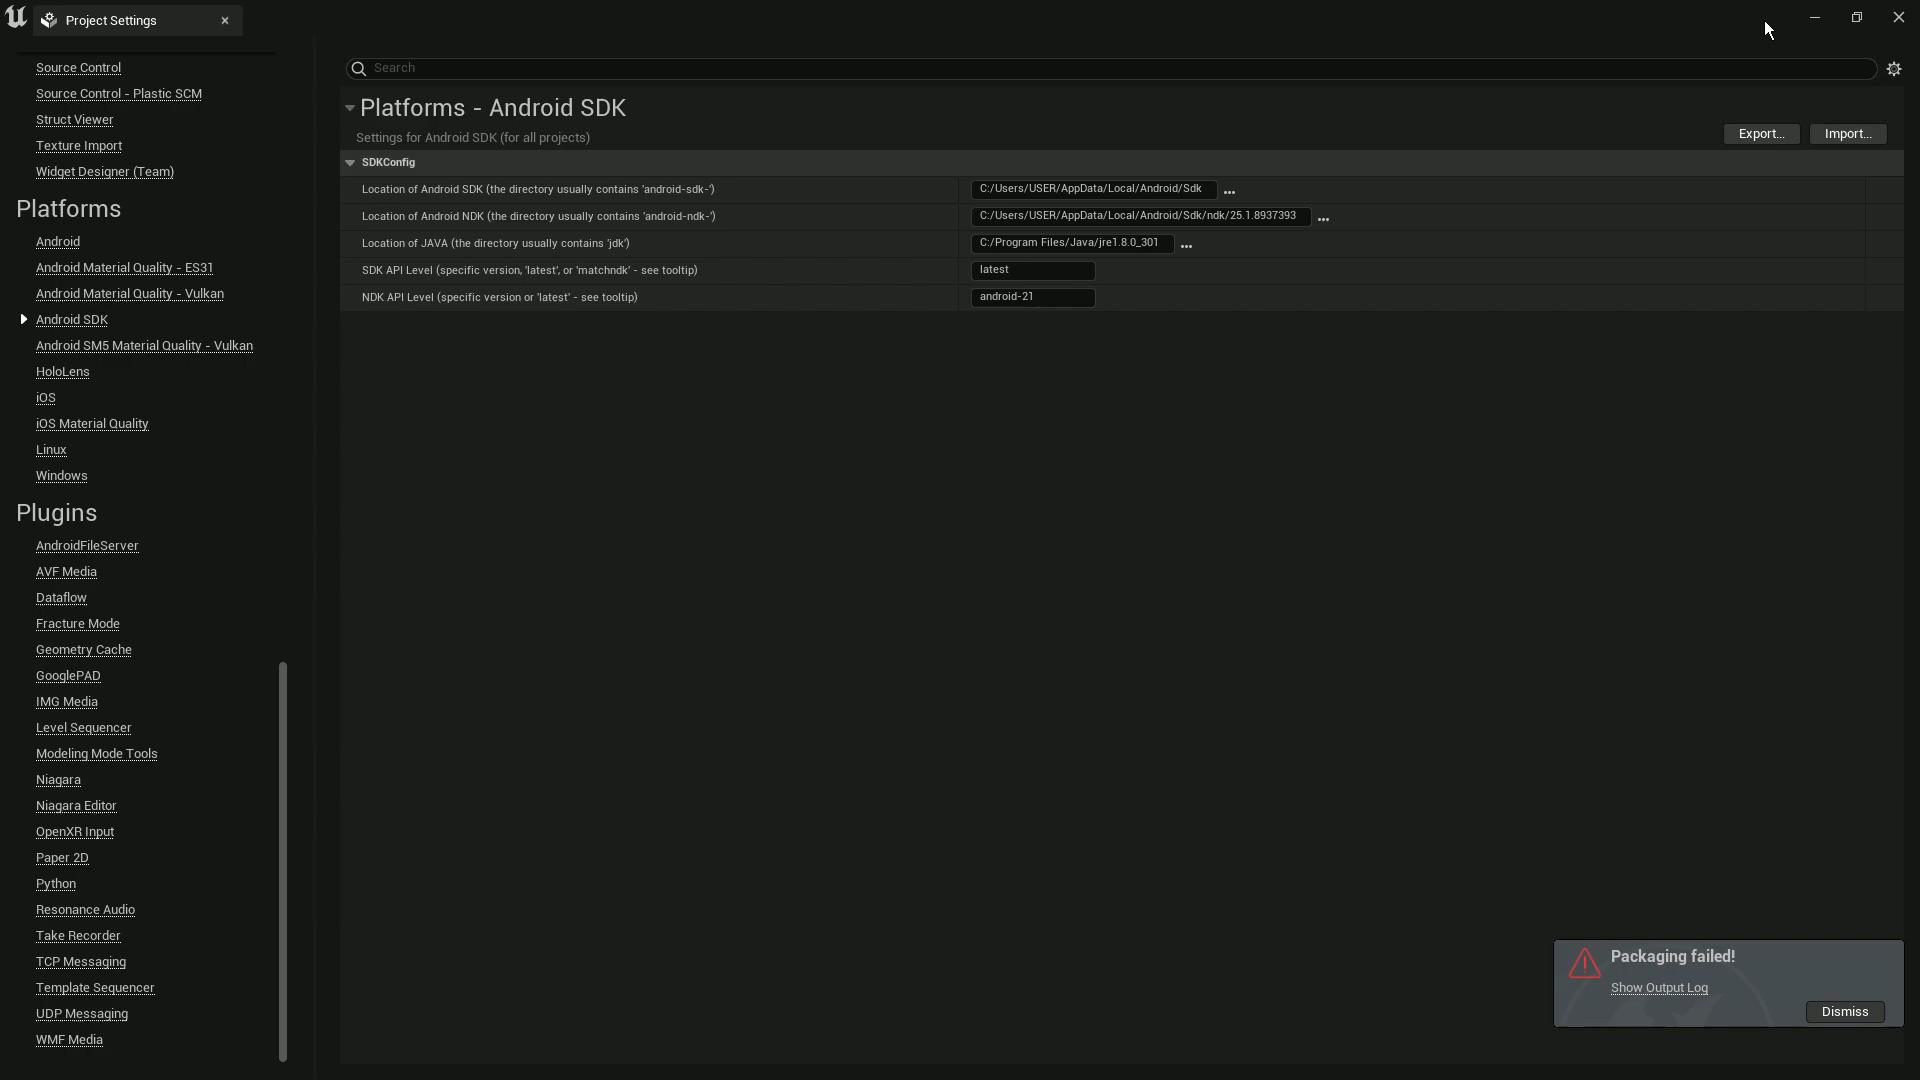 Project Settings
Search
Source Control
Source Control - Plastic SCM
Struct Viewer
Texture Import
Widget Designer (Team)
Platforms
Android
Android Material Quality - ES31
Android Material Quality - Vulkan
Android SDK
Android SM5 Material Quality - Vulkan
HoloLens
iOS
iOS Material Quality
Linux
Windows
Plugins
AndroidFileServer
AVF Media
Dataflow
Fracture Mode
Geometry Cache
GooglePAD
IMG Media
Level Sequencer
Modeling Mode Tools
Niagara
Niagara Editor
OpenXR Input
Paper 2D
Python
Resonance Audio
Take Recorder
TCP Messaging
Template Sequencer
UDP Messaging
WMF Media
Platforms - Android SDK
Settings for Android SDK (for all projects)
Export... Import...
SDKConfig
Location of Android SDK (the directory usually contains 'android-sdk-') C:/Users/USER/AppData/Local/Android/Sdk
Location of Android NDK (the directory usually contains 'android-ndk-') C:/Users/USER/AppData/Local/Android/Sdk/ndk/25.1.8937393
Location of JAVA (the directory usually contains 'jdk') C:/Program Files/Java/jre1.8.0_301
SDK API Level (specific version, 'latest', or 'matchndk' - see tooltip) latest
NDK API Level (specific version or 'latest' - see tooltip) android-21
Packaging failed!
Show Output Log
Dismiss